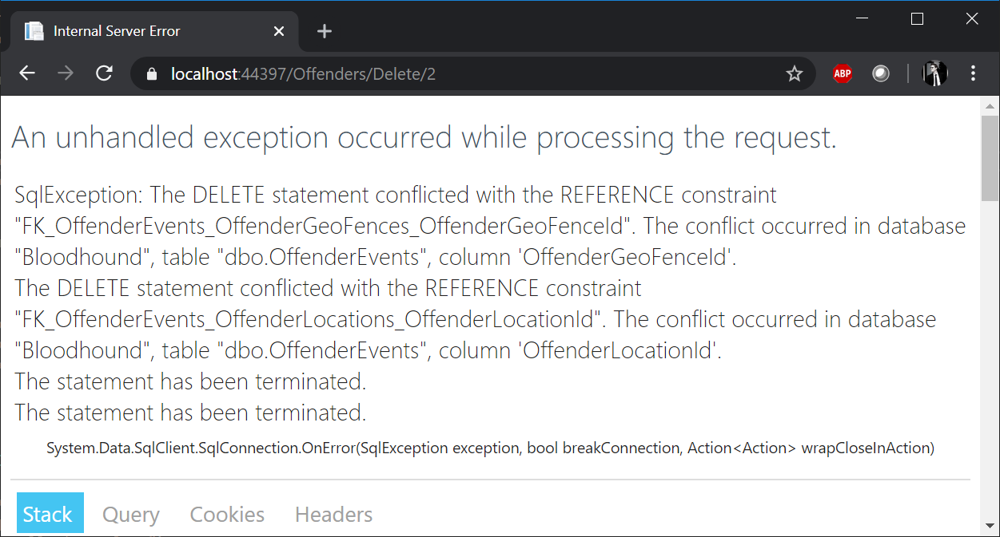 Internal Server Error
localhost:44397/Offenders/Delete/2
ABP
An unhandled exception occurred while processing the request.
SqlException: The DELETE statement conflicted with the REFERENCE constraint
"FK_OffenderEvents_OffenderGeoFences_OffenderGeoFenceId". The conflict occurred in database
"Bloodhound", table "dbo.OffenderEvents", column 'OffenderGeoFenceId'.
The DELETE statement conflicted with the REFERENCE constraint
"FK_OffenderEvents_OffenderLocations_OffenderLocationId". The conflict occurred in database
"Bloodhound", table "dbo.OffenderEvents", column 'OffenderLocationId'.
The statement has been terminated.
The statement has been terminated.
System.Data.SqlClient.SqlConnection.OnError(SqlException exception, bool breakConnection, Action<Action> wrapCloseInAction)
Stack Query Cookies Headers